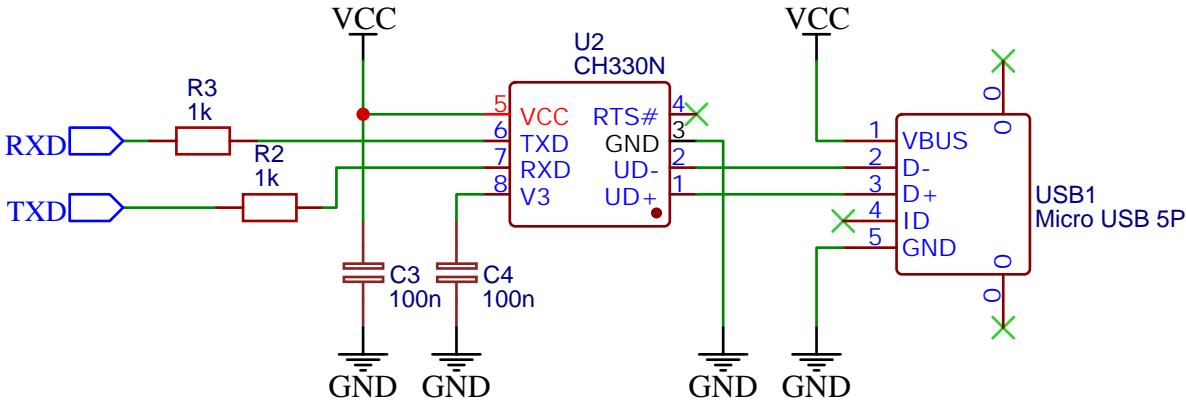 VCC
VCC
U2
CH330N
R3
1k
RXD
R2
1k
TXD
5
VCC
6
TXD
7
RXD
8
V3
RTS#
4
GND
3
UD-
2
UD+
1
1
VBUS
2
D-
3
D+
4
ID
5
GND
0
0
0
0
USB1
Micro USB 5P
C3
100n
C4
100n
GND
GND
GND
GND